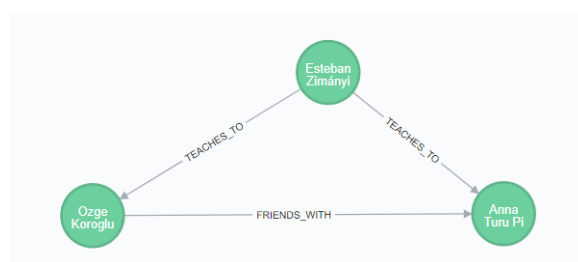 Esteban
Zimányi
TEACHES_TO
TEACHES_TO
Ozge
Koroglu
FRIENDS_WITH
Anna
Turu Pi